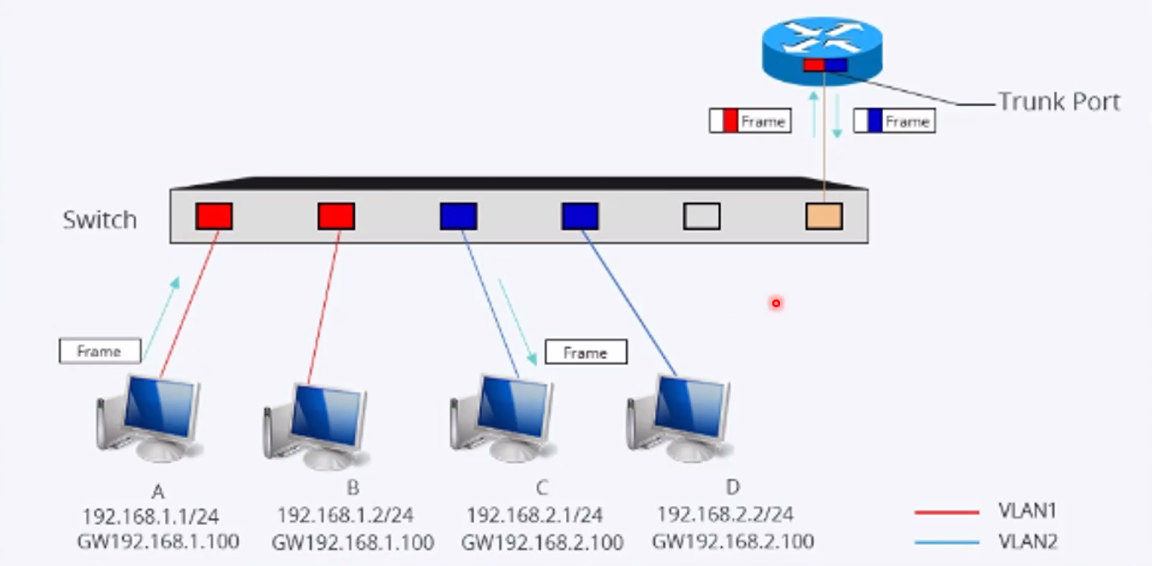 Trunk Port
Frame
Frame
Switch
Frame
Frame
A
B
C
D
192.168.1.1/24
192.168.1.2/24
192.168.2.1/24
192.168.2.2/24
GW192.168.1.100
GW192.168.1.100
GW192.168.2.100
GW192.168.2.100
VLAN1
VLAN2